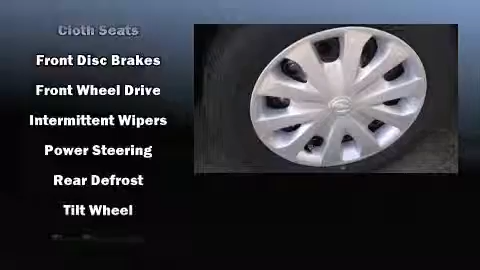 Cloth Seats
Front Disc Brakes
Front Wheel Drive
Intermittent Wipers
Power Steering
Rear Defrost
Tilt Wheel